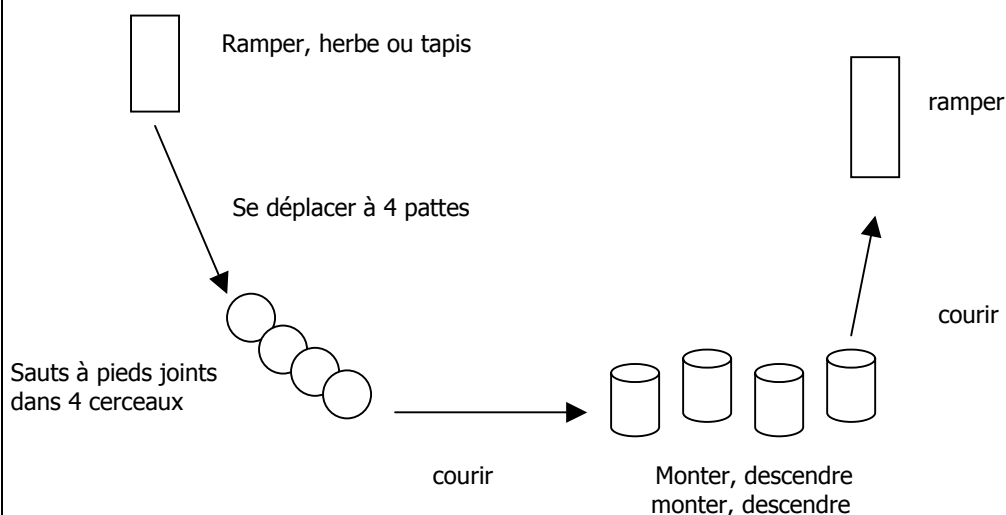 Ramper, herbe ou tapis
ramper
Se déplacer à 4 pattes
courir
Sauts à pieds joints
dans 4 cerceaux
courir
Monter, descendre
monter, descendre